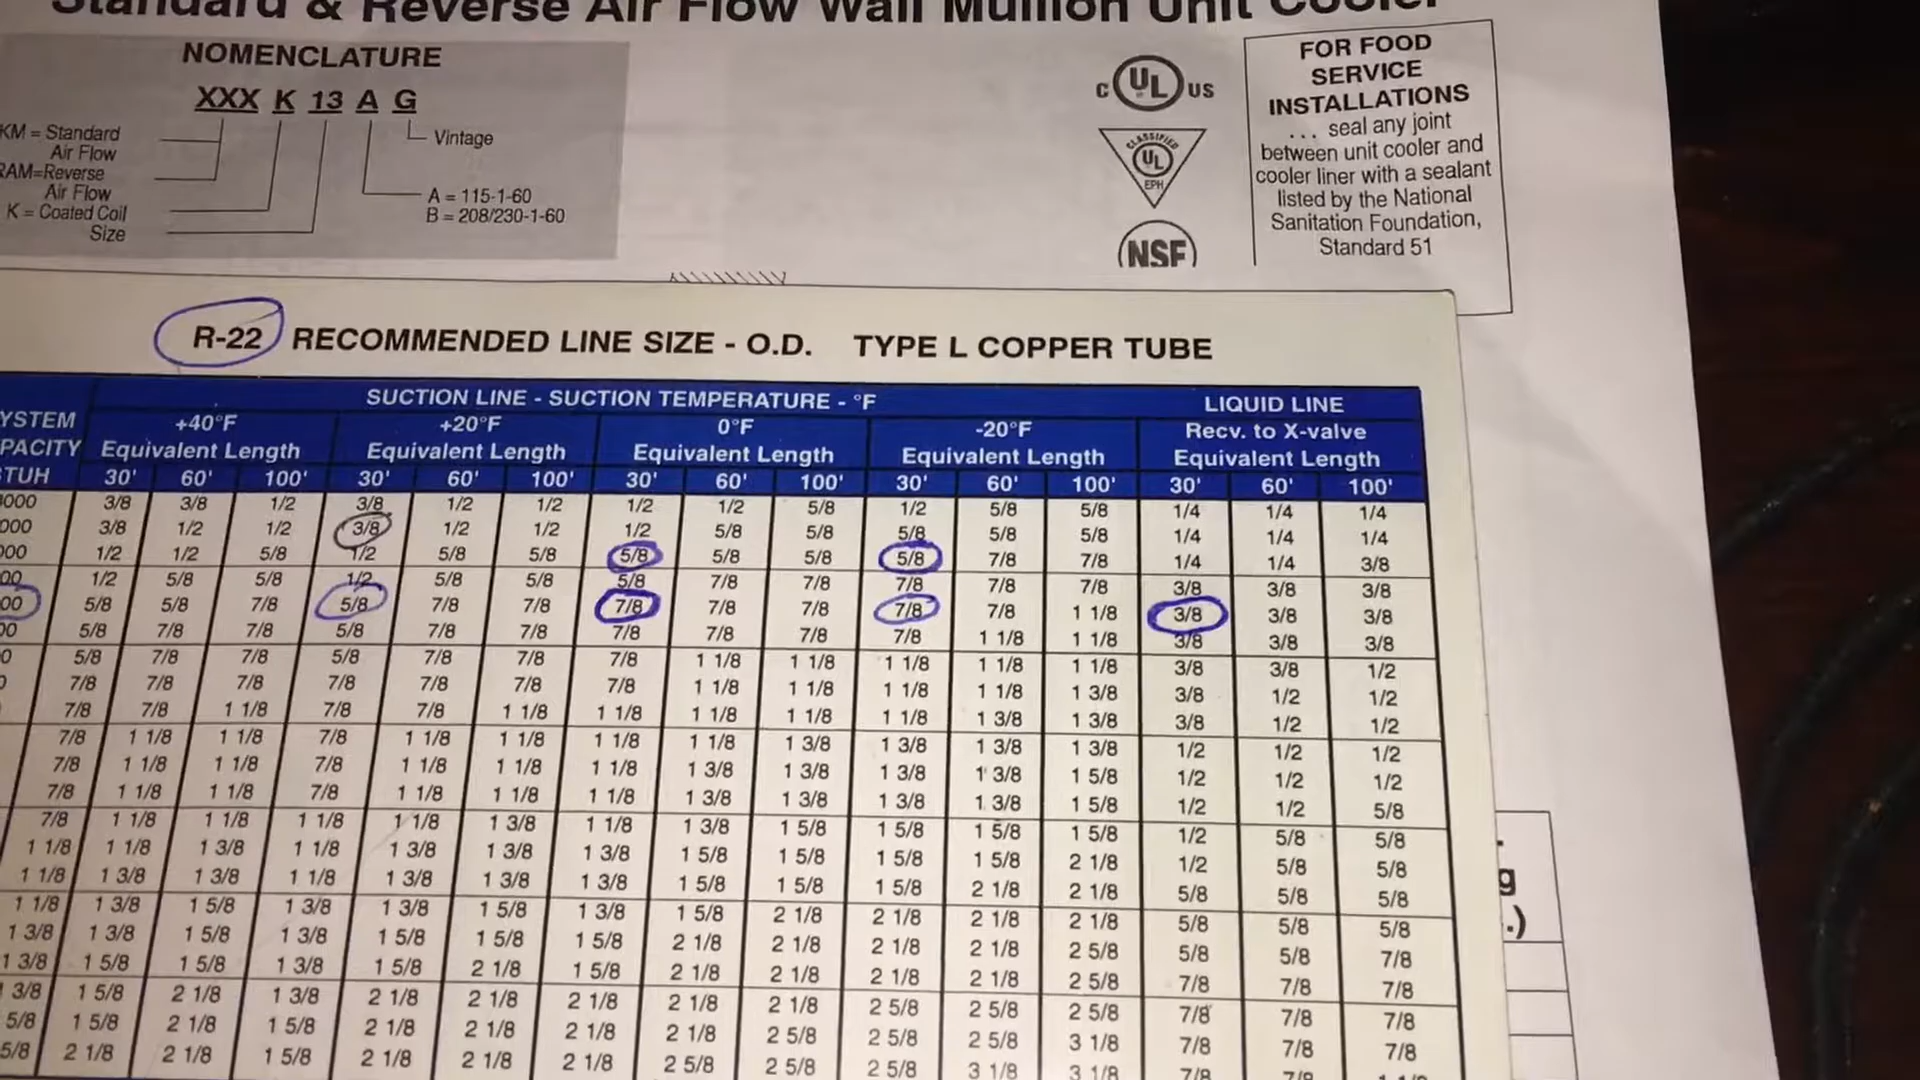 Standard & Reverse Air Flow Wall Mullion Unit Cooler
NOMENCLATURE
XXX K 13 A G
KM = Standard
Air Flow
RAM=Reverse
Air Flow
K = Coated Coil
Size
Vintage
A = 115-1-60
B = 208/230-1-60
C UL US
CLASSIFIED
UL
EPH
NSF
FOR FOOD
SERVICE
INSTALLATIONS
... seal any joint
between unit cooler and
cooler liner with a sealant
listed by the National
Sanitation Foundation,
Standard 51
R-22 RECOMMENDED LINE SIZE - O.D. TYPE L COPPER TUBE
SUCTION LINE - SUCTION TEMPERATURE - °F LIQUID LINE
YSTEM +40°F +20°F 0°F -20°F Recv. to X-valve
PACITY Equivalent Length Equivalent Length Equivalent Length Equivalent Length Equivalent Length
TUH 30' 60' 100' 30' 60' 100' 30' 60' 100' 30' 60' 100' 30' 60' 100'
000 3/8 3/8 1/2 3/8 1/2 1/2 1/2 1/2 5/8 1/2 5/8 5/8 1/4 1/4 1/4
000 3/8 1/2 1/2 3/8 1/2 1/2 1/2 5/8 5/8 5/8 5/8 5/8 1/4 1/4 1/4
000 1/2 1/2 5/8 1/2 5/8 5/8 5/8 5/8 5/8 5/8 7/8 7/8 1/4 1/4 3/8
00 1/2 5/8 5/8 1/2 5/8 5/8 5/8 7/8 7/8 7/8 7/8 7/8 3/8 3/8 3/8
00 5/8 5/8 7/8 5/8 7/8 7/8 7/8 7/8 7/8 7/8 7/8 1 1/8 3/8 3/8 3/8
00 5/8 7/8 7/8 5/8 7/8 7/8 7/8 7/8 7/8 7/8 1 1/8 1 1/8 3/8 3/8 3/8
0 5/8 7/8 7/8 5/8 7/8 7/8 7/8 1 1/8 1 1/8 1 1/8 1 1/8 1 1/8 3/8 3/8 1/2
0 7/8 7/8 7/8 7/8 7/8 7/8 7/8 1 1/8 1 1/8 1 1/8 1 1/8 1 3/8 3/8 1/2 1/2
7/8 7/8 1 1/8 7/8 7/8 1 1/8 1 1/8 1 1/8 1 1/8 1 1/8 1 3/8 1 3/8 3/8 1/2 1/2
7/8 1 1/8 1 1/8 7/8 1 1/8 1 1/8 1 1/8 1 1/8 1 3/8 1 3/8 1 3/8 1 3/8 1/2 1/2 1/2
7/8 1 1/8 1 1/8 7/8 1 1/8 1 1/8 1 1/8 1 3/8 1 3/8 1 3/8 1 3/8 1 5/8 1/2 1/2 1/2
7/8 1 1/8 1 1/8 7/8 1 1/8 1 1/8 1 1/8 1 3/8 1 3/8 1 3/8 1 3/8 1 5/8 1/2 1/2 5/8
7/8 1 1/8 1 1/8 1 1/8 1 1/8 1 3/8 1 1/8 1 3/8 1 5/8 1 5/8 1 5/8 1 5/8 1/2 5/8 5/8
1 1/8 1 1/8 1 3/8 1 1/8 1 3/8 1 3/8 1 3/8 1 5/8 1 5/8 1 5/8 1 5/8 2 1/8 1/2 5/8 5/8
1 1/8 1 3/8 1 3/8 1 1/8 1 3/8 1 3/8 1 3/8 1 5/8 1 5/8 1 5/8 2 1/8 2 1/8 5/8 5/8 5/8
1 1/8 1 3/8 1 5/8 1 3/8 1 3/8 1 5/8 1 3/8 1 5/8 2 1/8 2 1/8 2 1/8 2 1/8 5/8 5/8 5/8
1 3/8 1 3/8 1 5/8 1 3/8 1 5/8 1 5/8 1 5/8 2 1/8 2 1/8 2 1/8 2 1/8 2 5/8 5/8 5/8 7/8
1 3/8 1 5/8 1 5/8 1 3/8 1 5/8 2 1/8 1 5/8 2 1/8 2 1/8 2 1/8 2 1/8 2 5/8 7/8 7/8 7/8
3/8 1 5/8 2 1/8 1 3/8 2 1/8 2 1/8 2 1/8 2 1/8 2 1/8 2 5/8 2 5/8 2 5/8 7/8 7/8 7/8
5/8 1 5/8 2 1/8 1 5/8 2 1/8 2 1/8 2 1/8 2 1/8 2 5/8 2 5/8 2 5/8 3 1/8 7/8 7/8 7/8
5/8 2 1/8 2 1/8 1 5/8 2 1/8 2 1/8 2 1/8 2 5/8 2 5/8 2 5/8 3 1/8 3 1/8 7/8 7/8
g
.)